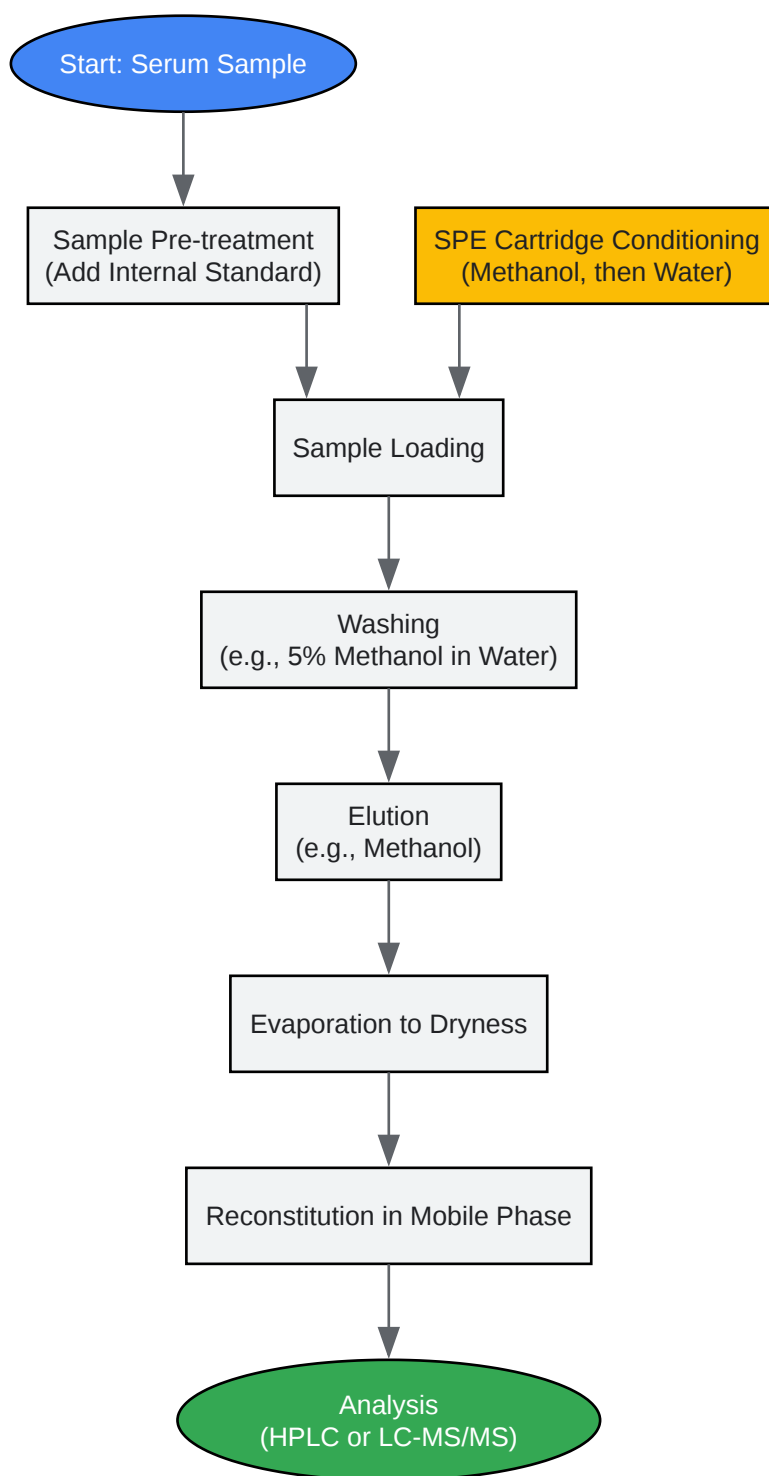 Start: Serum Sample
Sample Pre-treatment
(Add Internal Standard)
SPE Cartridge Conditioning
(Methanol, then Water)
Sample Loading
Washing
(e.g., 5% Methanol in Water)
Elution
(e.g., Methanol)
Evaporation to Dryness
Reconstitution in Mobile Phase
Analysis
(HPLC or LC-MS/MS)